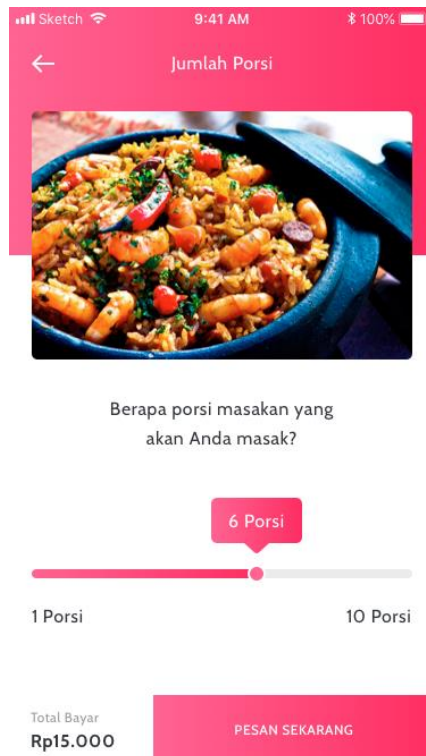 Sketch 9:41 AM 100%
Jumlah Porsi
Berapa porsi masakan yang
akan Anda masak?
6 Porsi
1 Porsi 10 Porsi
Total Bayar
Rp15.000
PESAN SEKARANG